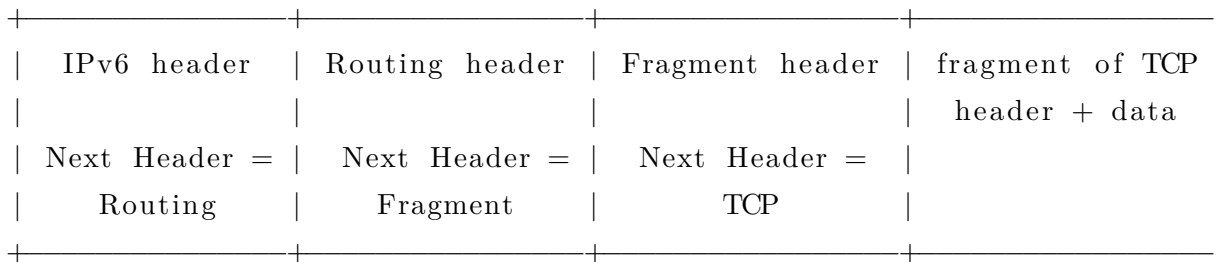 +----------------+------------------+-------------------+-----------------
| IPv6 header | Routing header | Fragment header | fragment of TCP
| | | | header + data
| Next Header = | Next Header = | Next Header = |
| Routing | Fragment | TCP |
+----------------+------------------+-------------------+-----------------